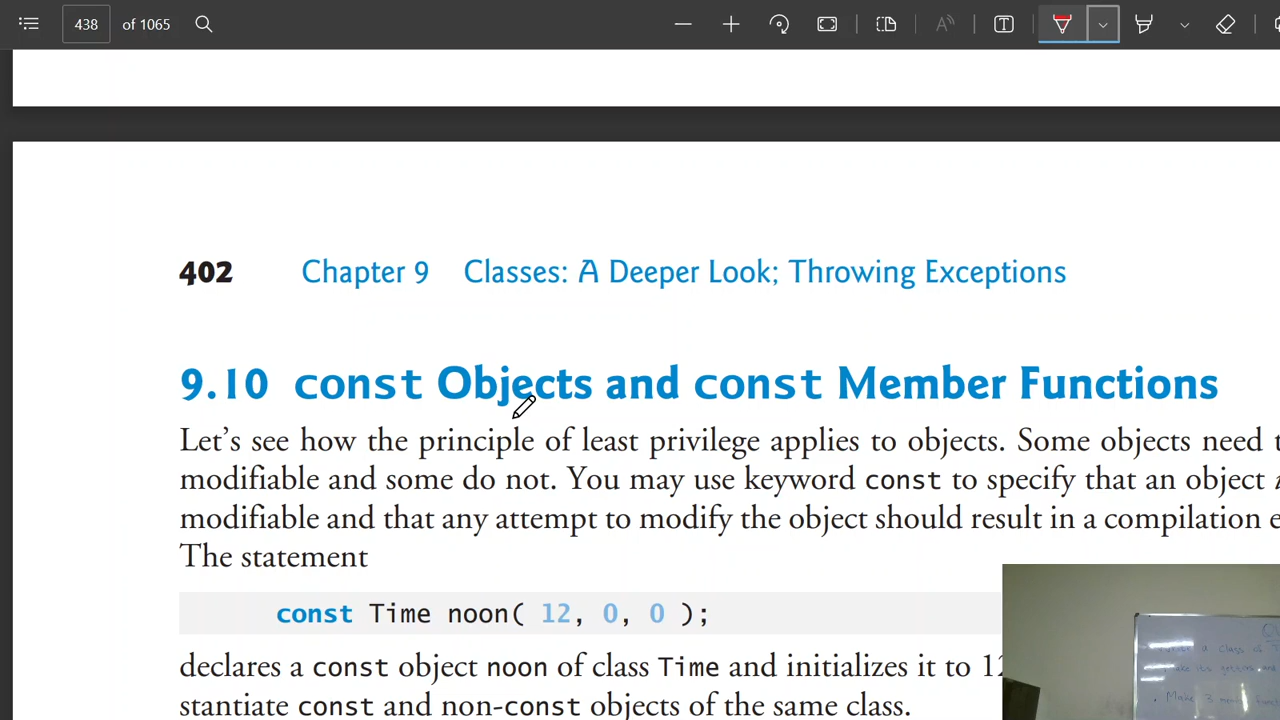 438 of 1065
402 Chapter 9 Classes: A Deeper Look; Throwing Exceptions
9.10 const Objects and const Member Functions
Let's see how the principle of least privilege applies to objects. Some objects need
modifiable and some do not. You may use keyword const to specify that an object
modifiable and that any attempt to modify the object should result in a compilation
The statement
const Time noon( 12, 0, 0 );
declares a const object noon of class Time and initializes it to 12
stantiate const and non-const objects of the same class.
a class
Make 3